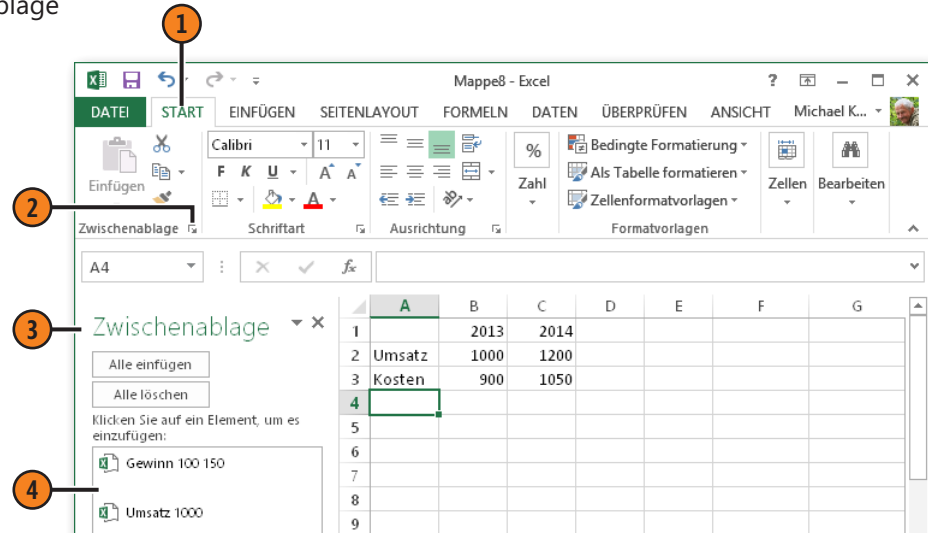 blage
1
Mappe8 - Excel
?
DATEI START EINFÜGEN SEITENLAYOUT FORMELN DATEN ÜBERPRÜFEN ANSICHT Michael K...
Calibri 11
%
Bedingte Formatierung
Als Tabelle formatieren
Zellenformatvorlagen
Einfügen
F K U A A
A
Zahl
Zellen Bearbeiten
2
Zwischenablage Schriftart Ausrichtung Formatvorlagen
A4 fx
3
Zwischenablage
Alle einfügen
Alle löschen
Klicken Sie auf ein Element, um es
einzufügen:
4
Gewinn 100 150
Umsatz 1000
A B C D E F G
1 2013 2014
2 Umsatz 1000 1200
3 Kosten 900 1050
4
5
6
7
8
9